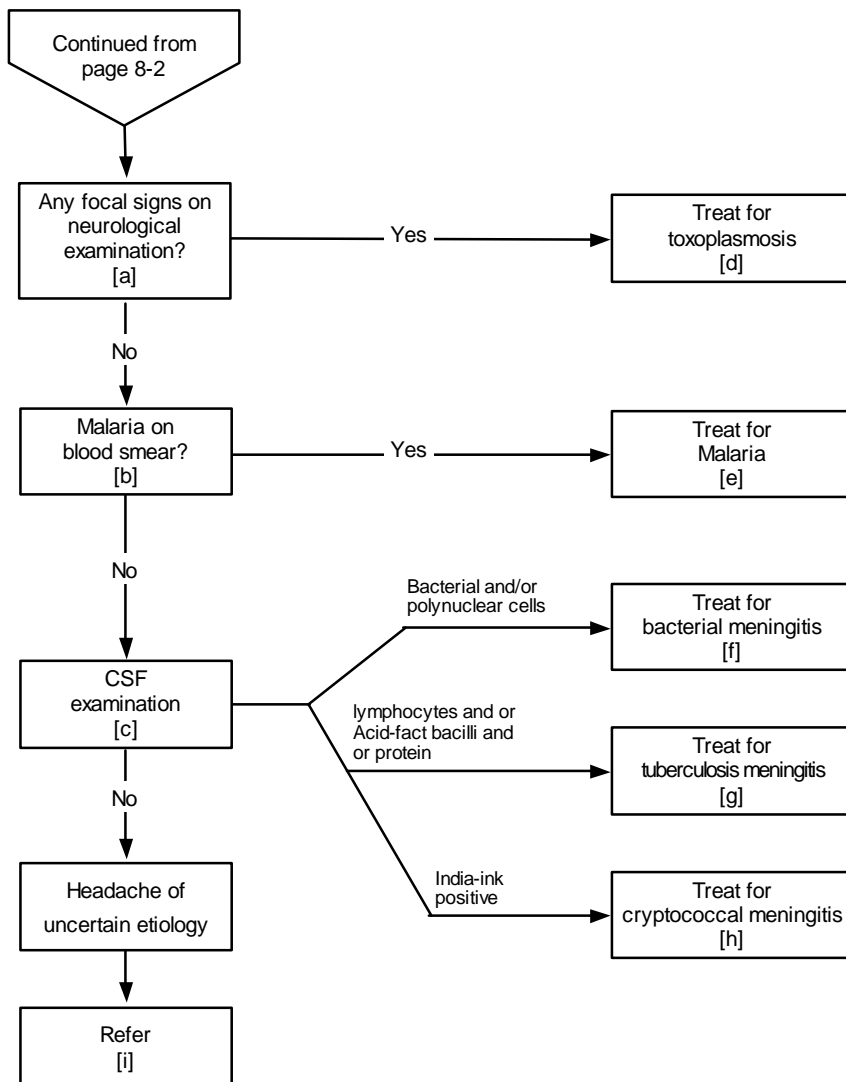 Continued from
page 8-2
Any focal signs on
neurological
examination?
[a]
Yes
Treat for
toxoplasmosis
[d]
No
Malaria on
blood smear?
[b]
Yes
Treat for
Malaria
[e]
No
Bacterial and/or
polynuclear cells
Treat for
bacterial meningitis
[f]
CSF
examination
[c]
lymphocytes and or
Acid-fact bacilli and
or protein
Treat for
tuberculosis meningitis
[g]
No
India-ink
positive
Treat for
cryptococcal meningitis
[h]
Headache of
uncertain etiology
Refer
[i]